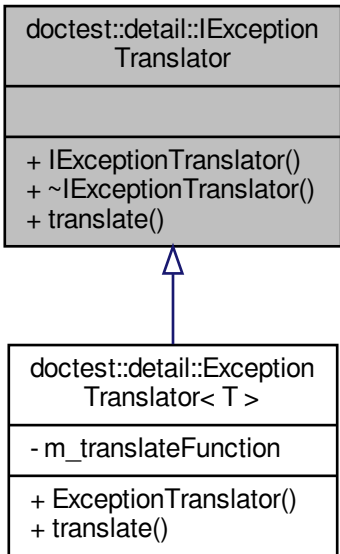 doctest::detail::IException
Translator
+ IExceptionTranslator()
+ ~IExceptionTranslator()
+ translate()
doctest::detail::Exception
Translator< T >
- m_translateFunction
+ ExceptionTranslator()
+ translate()